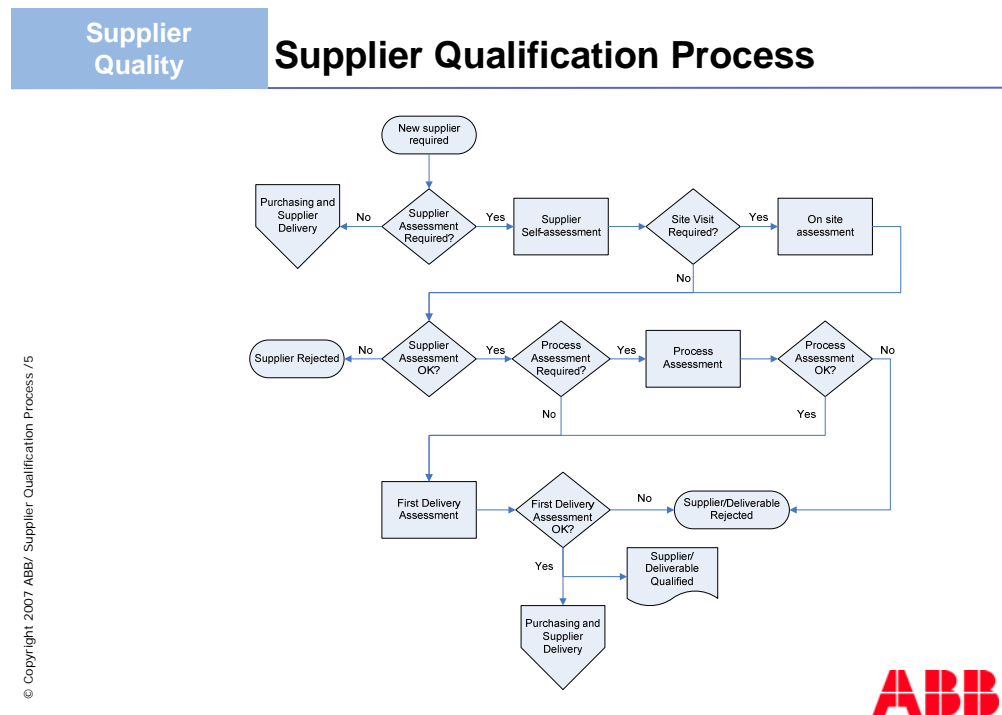 Supplier
Quality
Supplier Qualification Process
New supplier
required
Purchasing and
Supplier
Delivery
No
Supplier
Assessment
Required?
Yes
Supplier
Self-assessment
Site Visit
Required?
Yes
On site
assessment
No
Supplier Rejected
No
Supplier
Assessment
OK?
Yes
Process
Assessment
Required?
Yes
Process
Assessment
Process
Assessment
OK?
No
No
Yes
First Delivery
Assessment
First Delivery
Assessment
OK?
No
Supplier/Deliverable
Rejected
Yes
Supplier/
Deliverable
Qualified
Purchasing and
Supplier
Delivery
© Copyright 2007 ABB/ Supplier Qualification Process /5
ABB